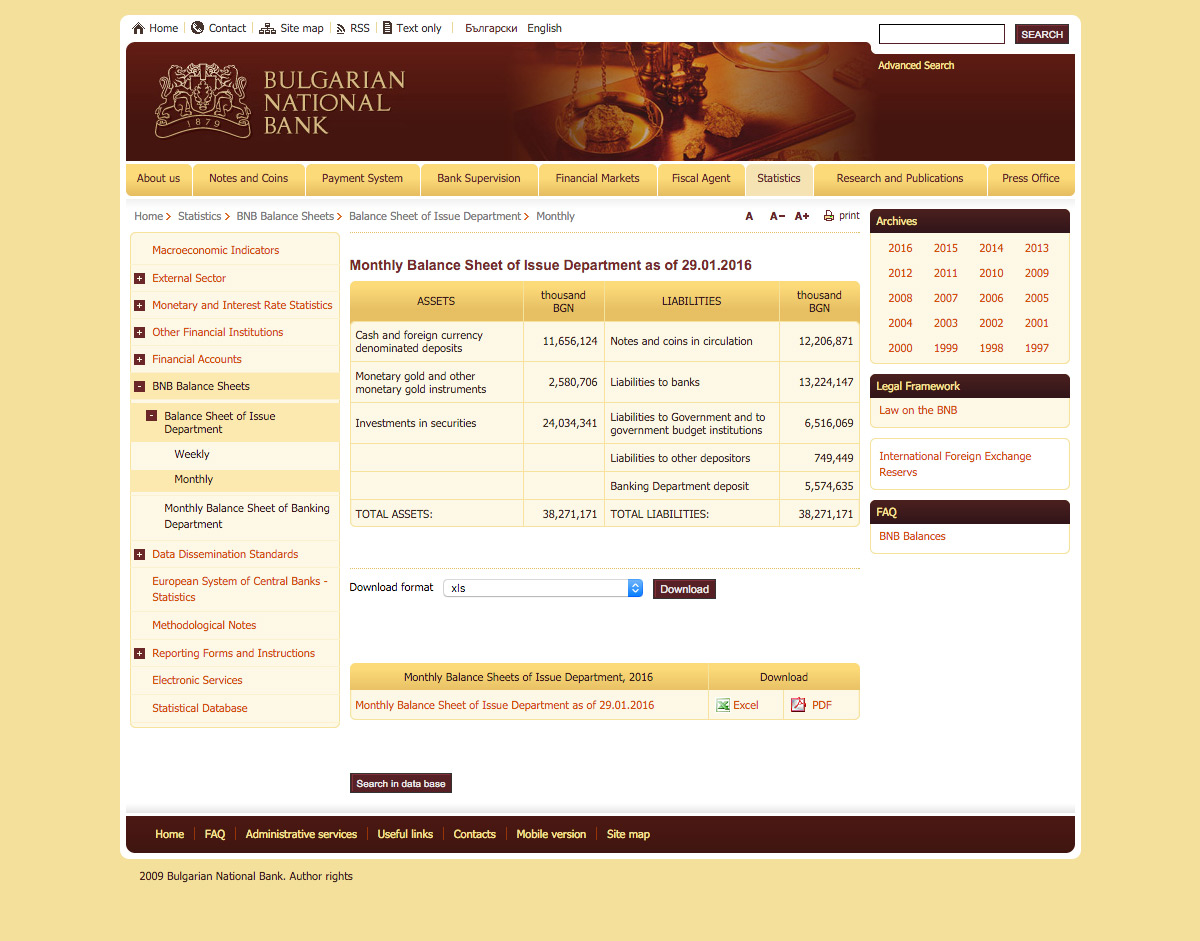 Home Contact Site map RSS Text only Български English
SEARCH
Advanced Search
BULGARIAN
NATIONAL
BANK
1879
About us Notes and Coins Payment System Bank Supervision Financial Markets Fiscal Agent Statistics Research and Publications Press Office
Home Statistics BNB Balance Sheets Balance Sheet of Issue Department Monthly
A A− A+ print
Macroeconomic Indicators
External Sector
Monetary and Interest Rate Statistics
Other Financial Institutions
Financial Accounts
BNB Balance Sheets
Balance Sheet of Issue
Department
Weekly
Monthly
Monthly Balance Sheet of Banking
Department
Data Dissemination Standards
European System of Central Banks -
Statistics
Methodological Notes
Reporting Forms and Instructions
Electronic Services
Statistical Database
Monthly Balance Sheet of Issue Department as of 29.01.2016
ASSETS thousand BGN LIABILITIES thousand BGN
Cash and foreign currency
denominated deposits 11,656,124 Notes and coins in circulation 12,206,871
Monetary gold and other
monetary gold instruments 2,580,706 Liabilities to banks 13,224,147
Investments in securities 24,034,341 Liabilities to Government and to
government budget institutions 6,516,069
Liabilities to other depositors 749,449
Banking Department deposit 5,574,635
TOTAL ASSETS: 38,271,171 TOTAL LIABILITIES: 38,271,171
Download format xls Download
Monthly Balance Sheets of Issue Department, 2016 Download
Monthly Balance Sheet of Issue Department as of 29.01.2016 Excel PDF
Search in data base
Archives
2016 2015 2014 2013
2012 2011 2010 2009
2008 2007 2006 2005
2004 2003 2002 2001
2000 1999 1998 1997
Legal Framework
Law on the BNB
International Foreign Exchange
Reservs
FAQ
BNB Balances
Home FAQ Administrative services Useful links Contacts Mobile version Site map
2009 Bulgarian National Bank. Author rights